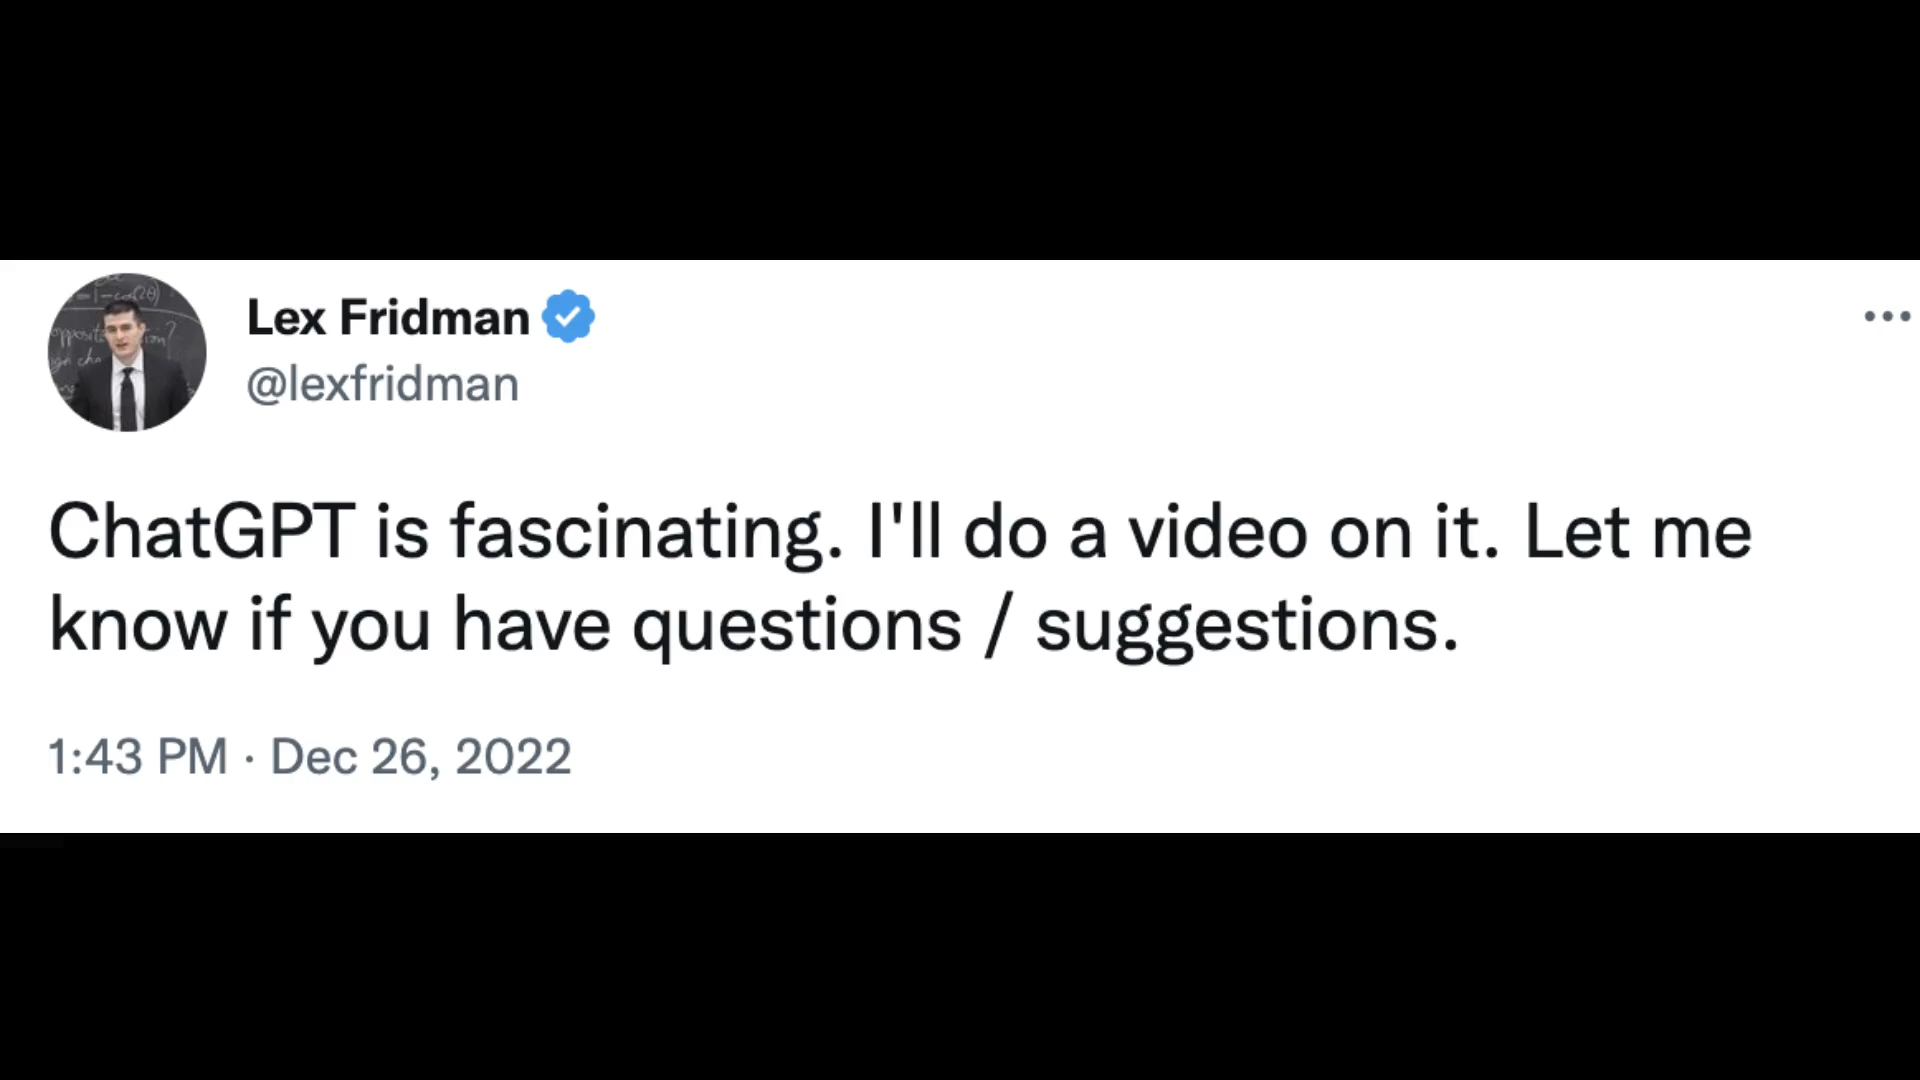 Lex Fridman
@lexfridman
ChatGPT is fascinating. I'll do a video on it. Let me
know if you have questions / suggestions.
1:43 PM · Dec 26, 2022